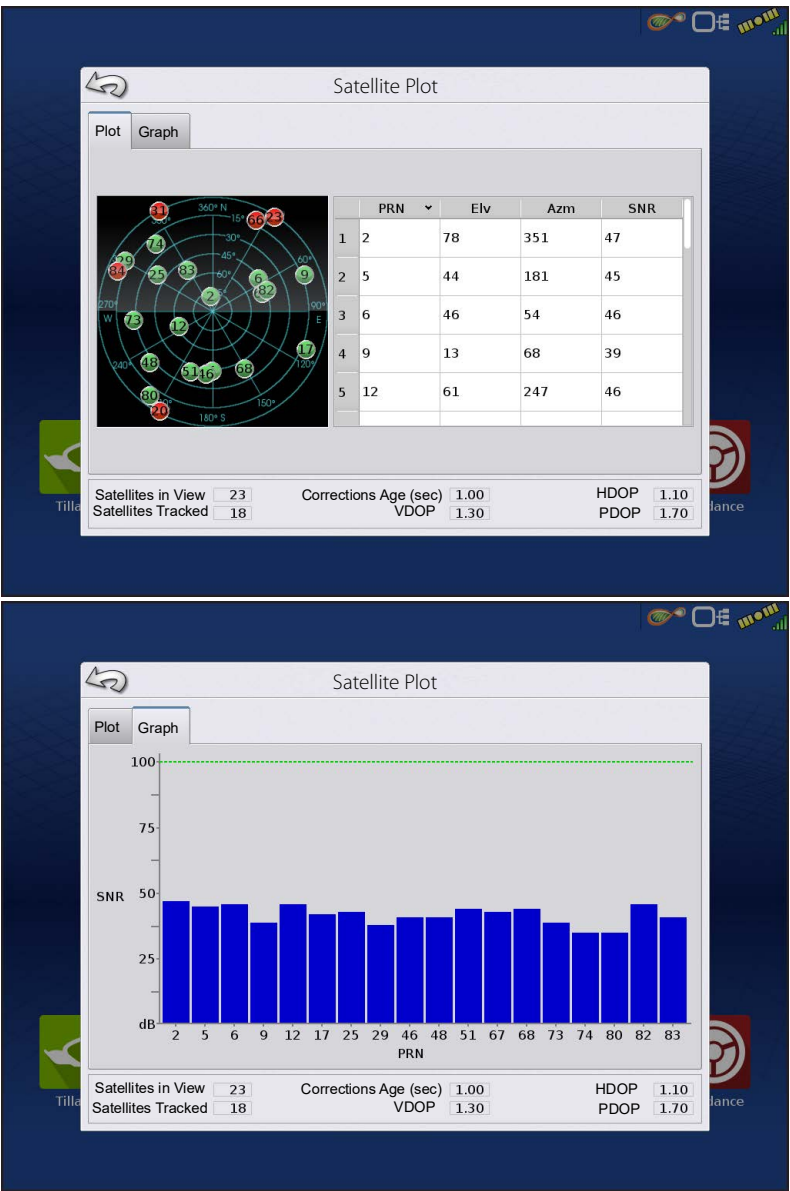 Satellite Plot
Plot Graph
360° N
15°
30°
45°
60°
60°
90°
E
270°
W
240°
120°
150°
180° S
31
66 23
74
29
84
25
83
6
9
82
2
73
12
17
48
51 46
68
80
20
PRN Elv Azm SNR
1 2 78 351 47
2 5 44 181 45
3 6 46 54 46
4 9 13 68 39
5 12 61 247 46
Tilla
dance
Satellites in View 23 Corrections Age (sec) 1.00 HDOP 1.10
Satellites Tracked 18 VDOP 1.30 PDOP 1.70
Satellite Plot
Plot Graph
100
75
SNR 50
25
dB
2 5 6 9 12 17 25 29 46 48 51 67 68 73 74 80 82 83
PRN
Tilla
dance
Satellites in View 23 Corrections Age (sec) 1.00 HDOP 1.10
Satellites Tracked 18 VDOP 1.30 PDOP 1.70